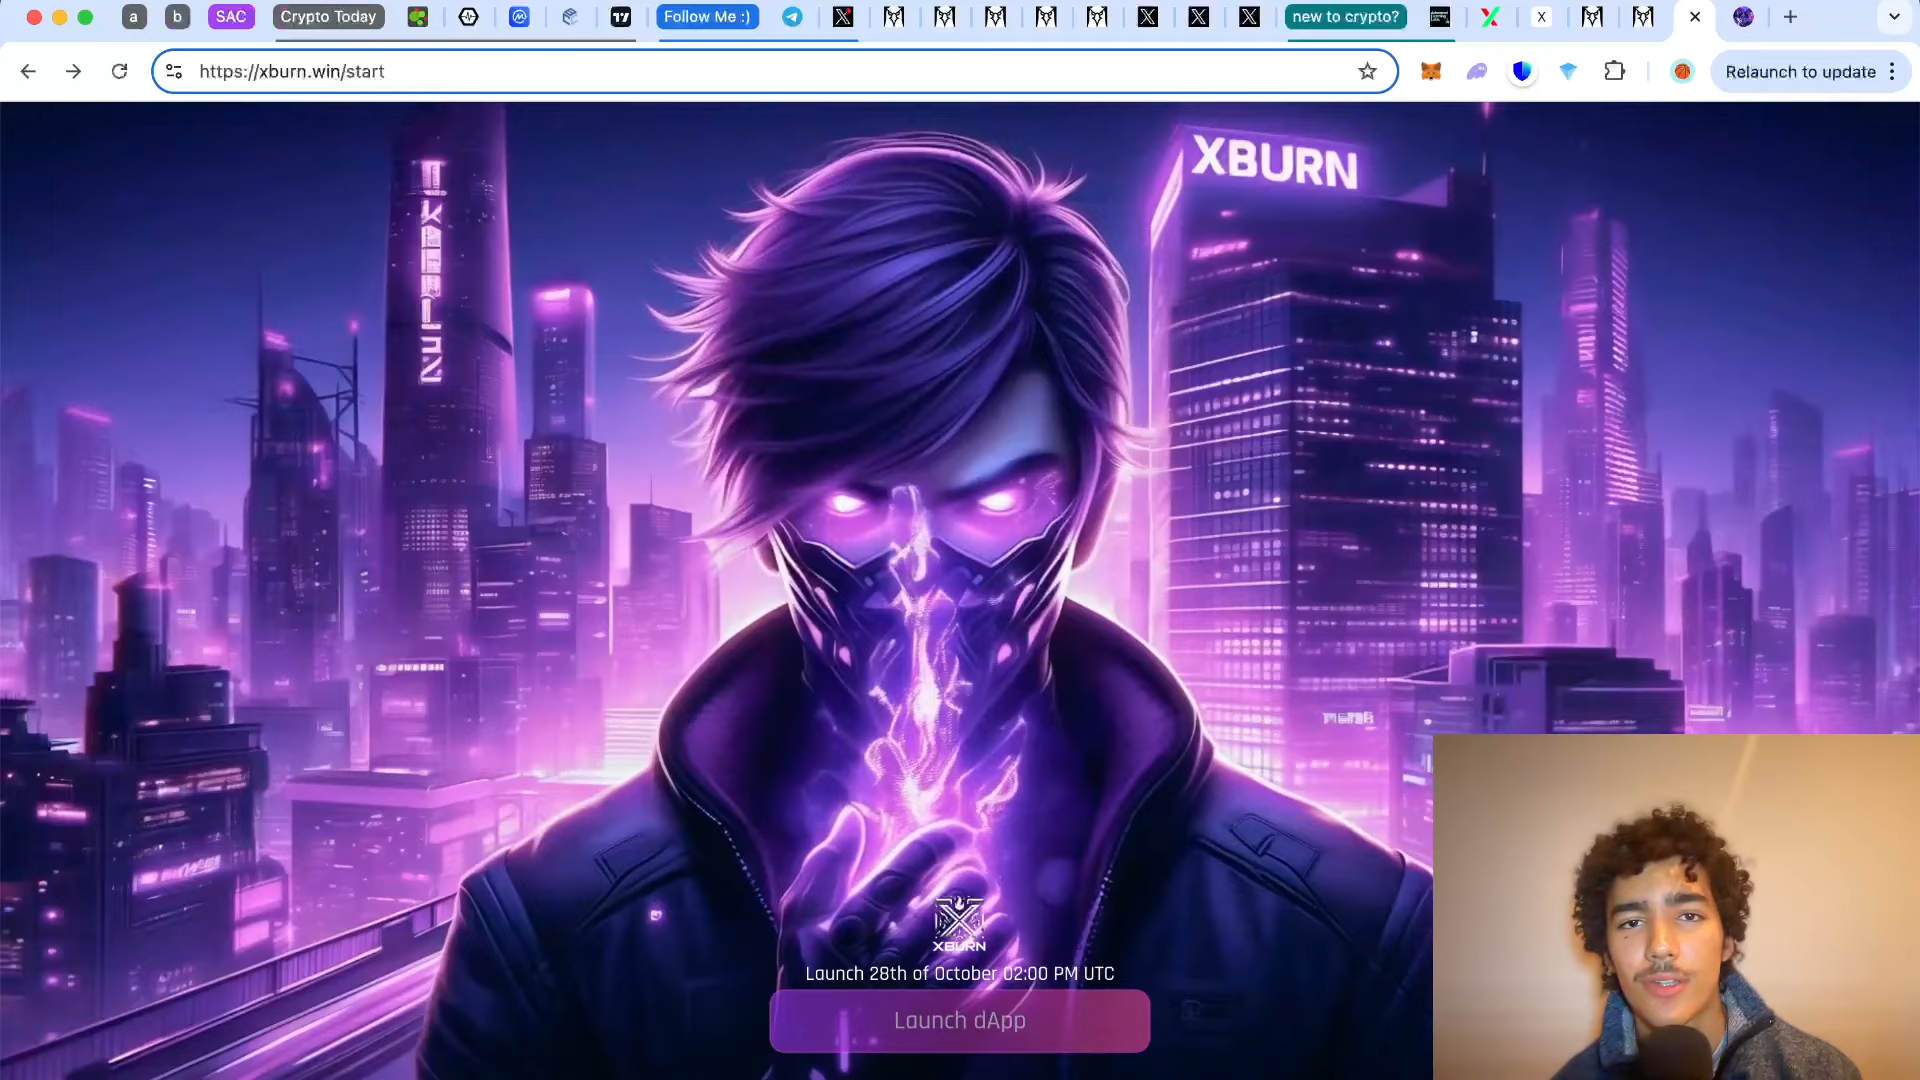 a
b
SAC
Crypto Today
17
Follow Me :)
new to crypto?
https://xburn.win/start
Relaunch to update
XBURN
XBURN
Launch 28th of October 02:00 PM UTC
Launch dApp